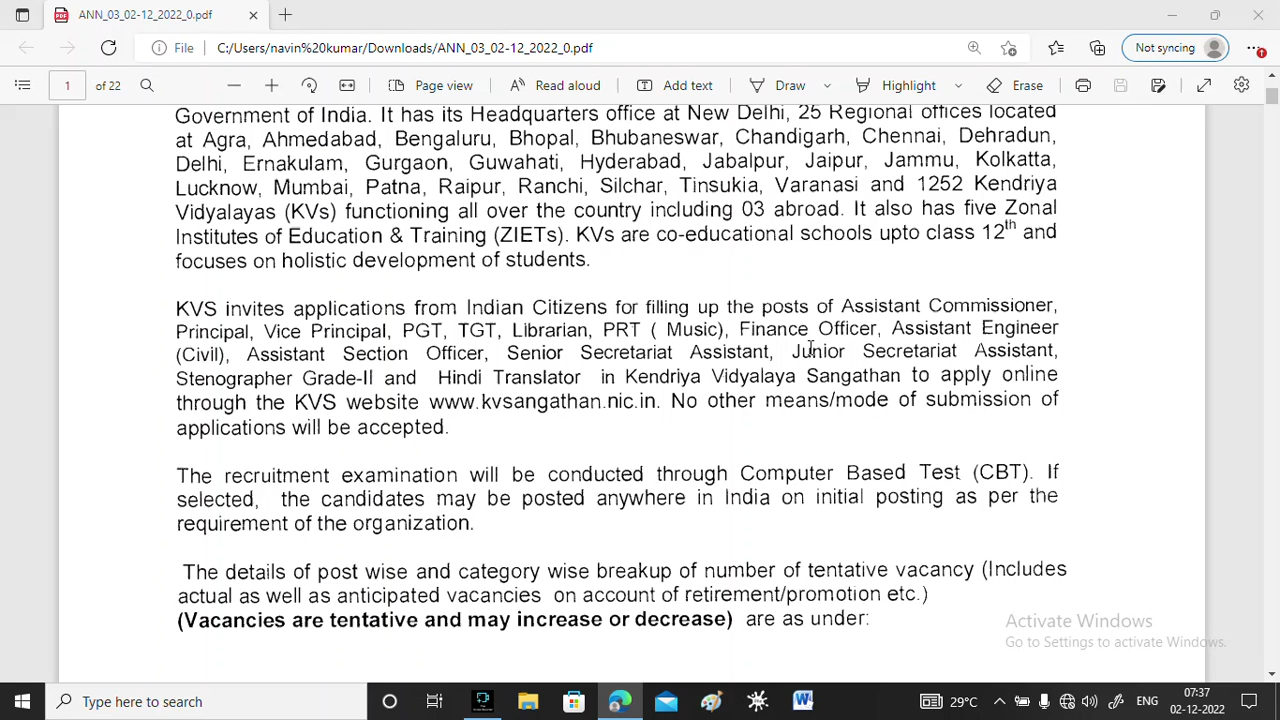 ANN_03_02-12_2022_0.pdf
File C:/Users/navin%20kumar/Downloads/ANN_03_02-12_2022_0.pdf Not syncing
1 of 22 Page view Read aloud Add text Draw Highlight Erase
Government of India. It has its Headquarters office at New Delhi, 25 Regional offices located
at Agra, Ahmedabad, Bengaluru, Bhopal, Bhubaneswar, Chandigarh, Chennai, Dehradun,
Delhi, Ernakulam, Gurgaon, Guwahati, Hyderabad, Jabalpur, Jaipur, Jammu, Kolkatta,
Lucknow, Mumbai, Patna, Raipur, Ranchi, Silchar, Tinsukia, Varanasi and 1252 Kendriya
Vidyalayas (KVs) functioning all over the country including 03 abroad. It also has five Zonal
Institutes of Education & Training (ZIETs). KVs are co-educational schools upto class 12th and
focuses on holistic development of students.
KVS invites applications from Indian Citizens for filling up the posts of Assistant Commissioner,
Principal, Vice Principal, PGT, TGT, Librarian, PRT ( Music), Finance Officer, Assistant Engineer
(Civil), Assistant Section Officer, Senior Secretariat Assistant, Junior Secretariat Assistant,
Stenographer Grade-II and Hindi Translator in Kendriya Vidyalaya Sangathan to apply online
through the KVS website www.kvsangathan.nic.in. No other means/mode of submission of
applications will be accepted.
The recruitment examination will be conducted through Computer Based Test (CBT). If
selected, the candidates may be posted anywhere in India on initial posting as per the
requirement of the organization.
The details of post wise and category wise breakup of number of tentative vacancy (Includes
actual as well as anticipated vacancies on account of retirement/promotion etc.)
(Vacancies are tentative and may increase or decrease) are as under:
Activate Windows
Go to Settings to activate Windows.
Type here to search 29°C ENG 07:37
02-12-2022